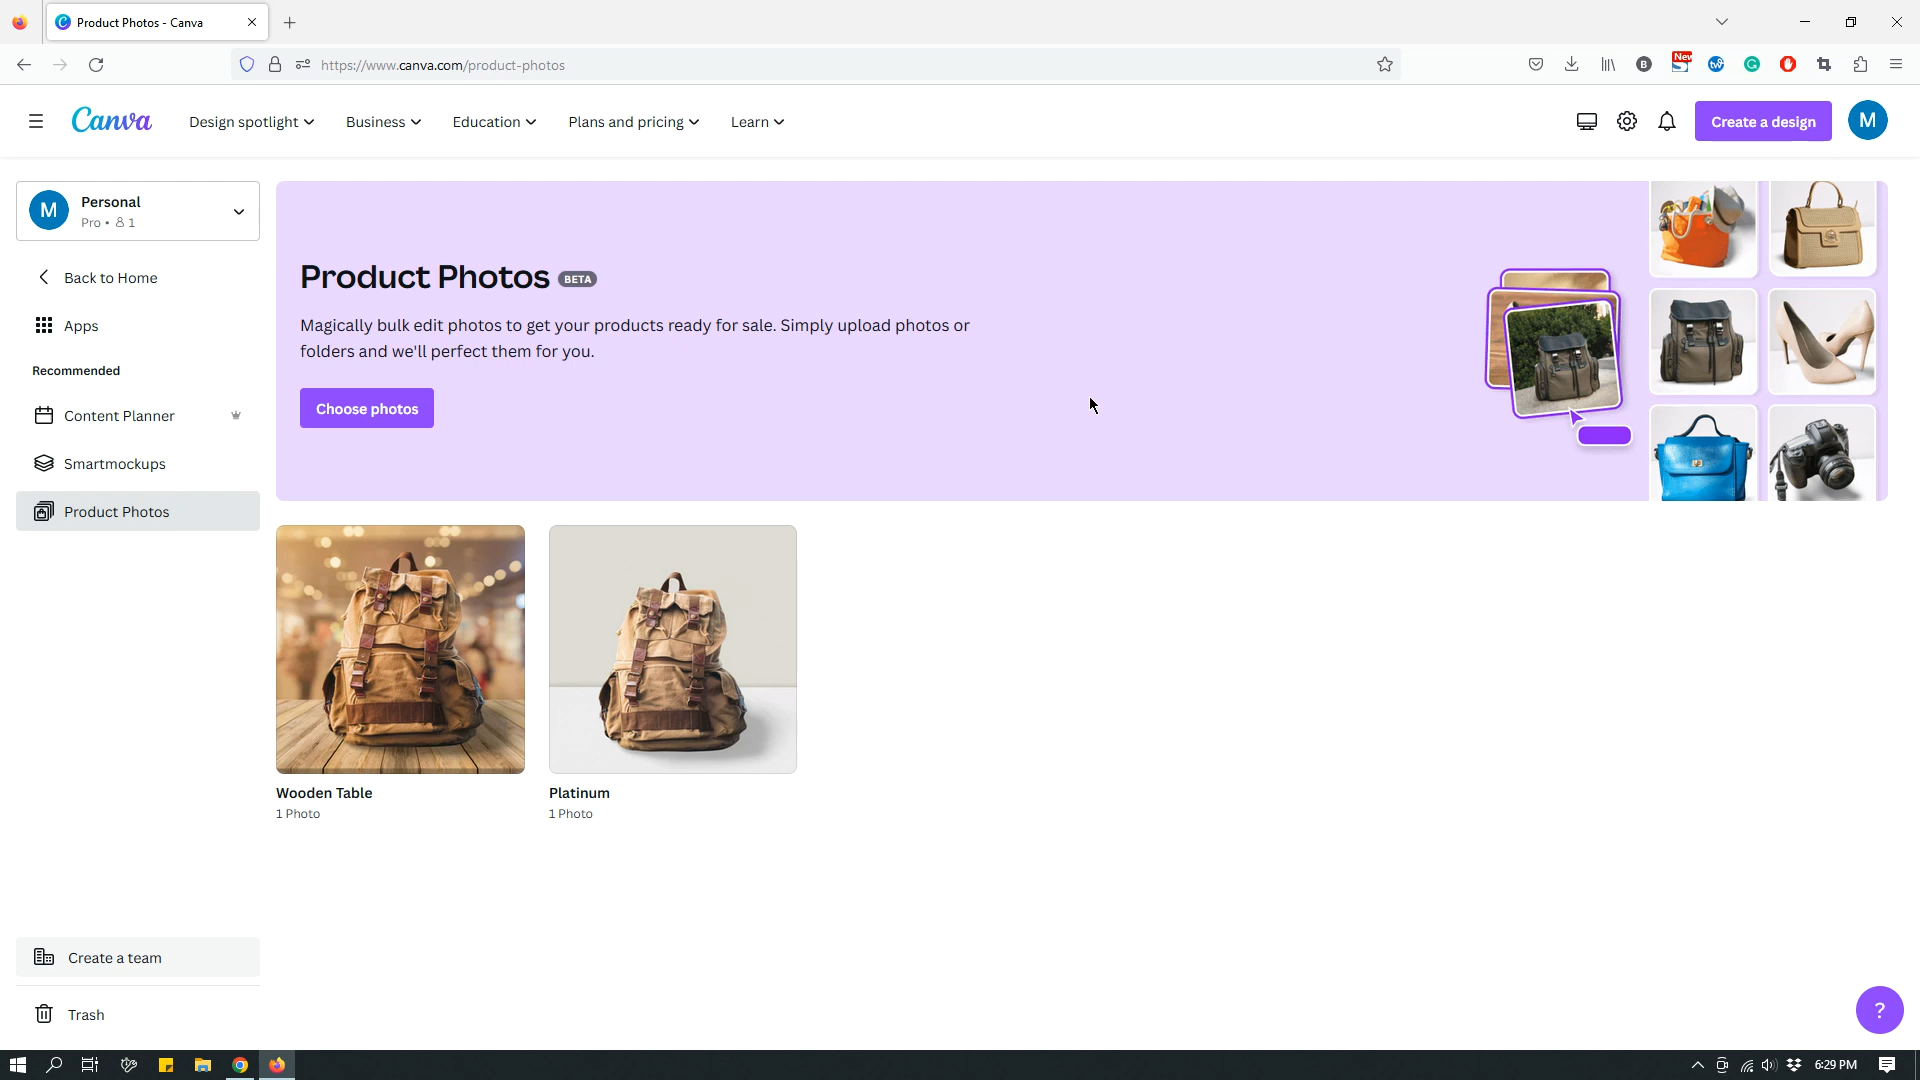 Product Photos - Canva
https://www.canva.com/product-photos
B
New
Canva
Design spotlight
Business
Education
Plans and pricing
Learn
Create a design
M
M
Personal
Pro • 1
Back to Home
Apps
Recommended
Content Planner
Smartmockups
Product Photos
Create a team
Trash
Product Photos BETA
Magically bulk edit photos to get your products ready for sale. Simply upload photos or
folders and we'll perfect them for you.
Choose photos
Wooden Table
1 Photo
Platinum
1 Photo
?
6:29 PM